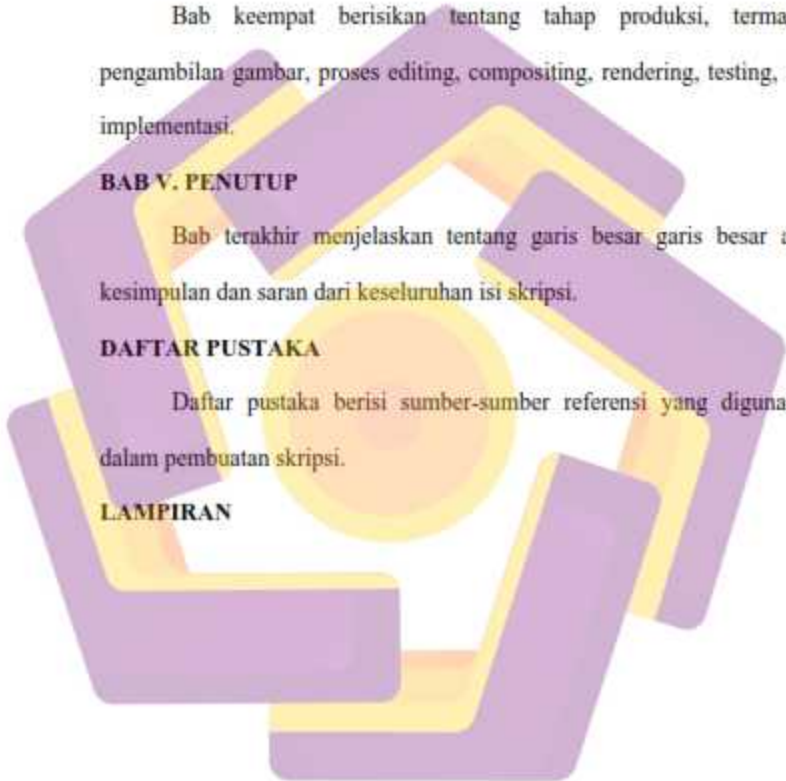 Bab keempat berisikan tentang tahap produksi, terma
pengambilan gambar, proses editing, compositing, rendering, testing,
implementasi.
BAB V. PENUTUP
Bab terakhir menjelaskan tentang garis besar garis besar a
kesimpulan dan saran dari keseluruhan isi skripsi.
DAFTAR PUSTAKA
Daftar pustaka berisi sumber-sumber referensi yang diguna
dalam pembuatan skripsi.
LAMPIRAN